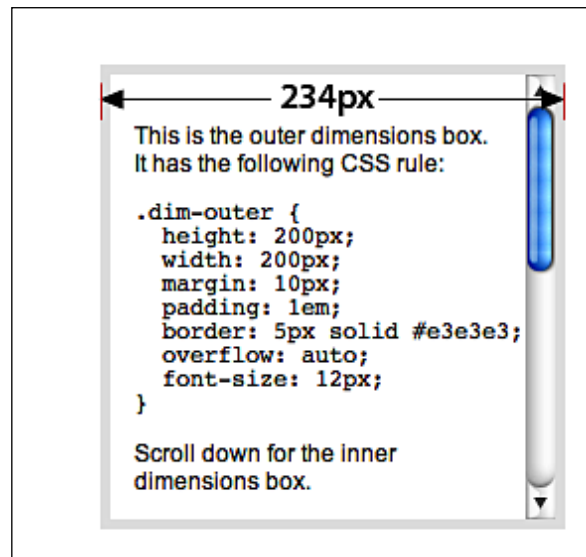 234px
This is the outer dimensions box.
It has the following CSS rule:
.dim-outer {
  height: 200px;
  width: 200px;
  margin: 10px;
  padding: 1em;
  border: 5px solid #e3e3e3;
  overflow: auto;
  font-size: 12px;
}
Scroll down for the inner
dimensions box.